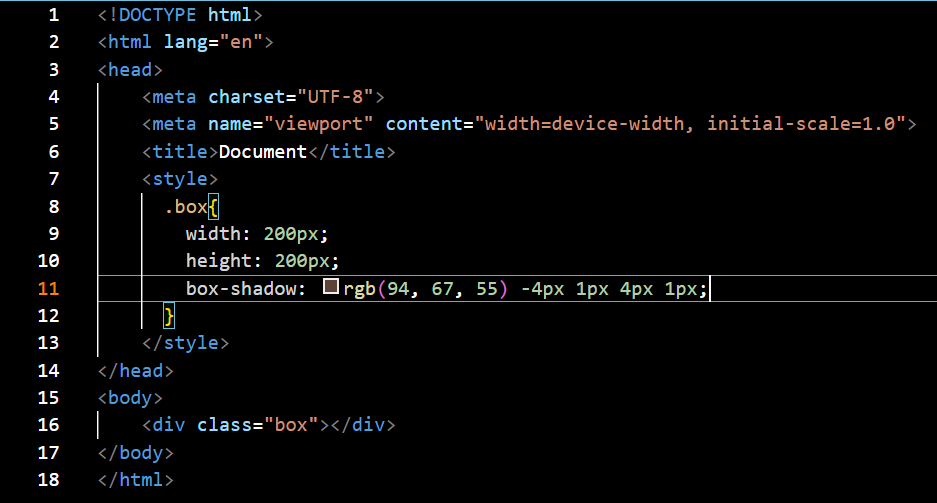 1 <!DOCTYPE html>
2 <html lang="en">
3 <head>
4     <meta charset="UTF-8">
5     <meta name="viewport" content="width=device-width, initial-scale=1.0">
6     <title>Document</title>
7     <style>
8       .box{
9         width: 200px;
10         height: 200px;
11         box-shadow: rgb(94, 67, 55) -4px 1px 4px 1px;
12       }
13     </style>
14 </head>
15 <body>
16     <div class="box"></div>
17 </body>
18 </html>